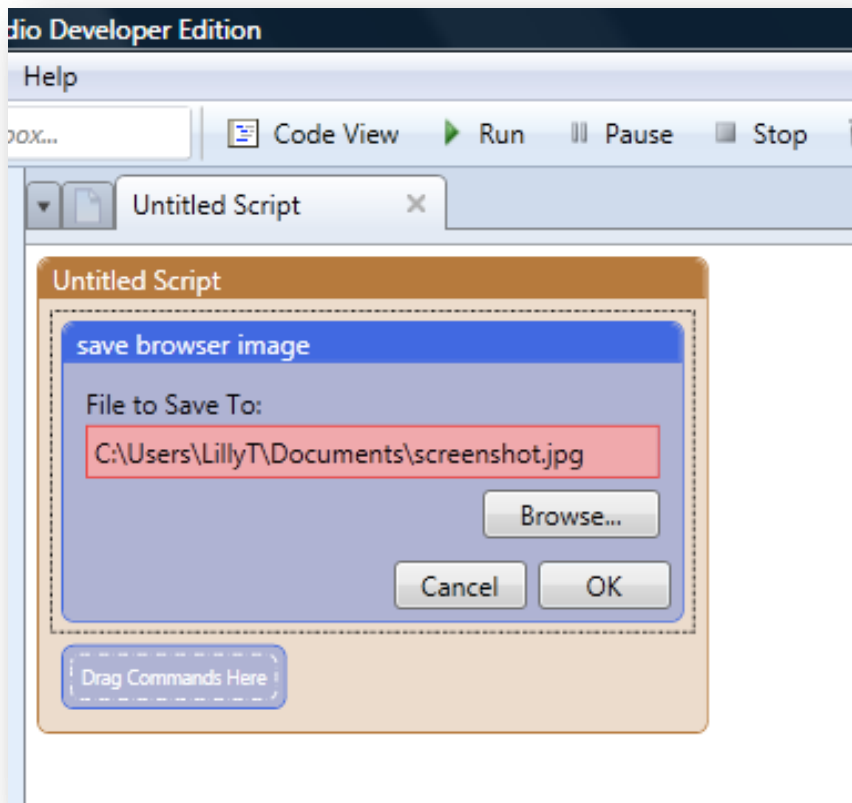 dio Developer Edition
Help
box... Code View Run Pause Stop
Untitled Script
Untitled Script
save browser image
File to Save To:
C:\Users\LillyT\Documents\screenshot.jpg
Browse...
Cancel OK
Drag Commands Here